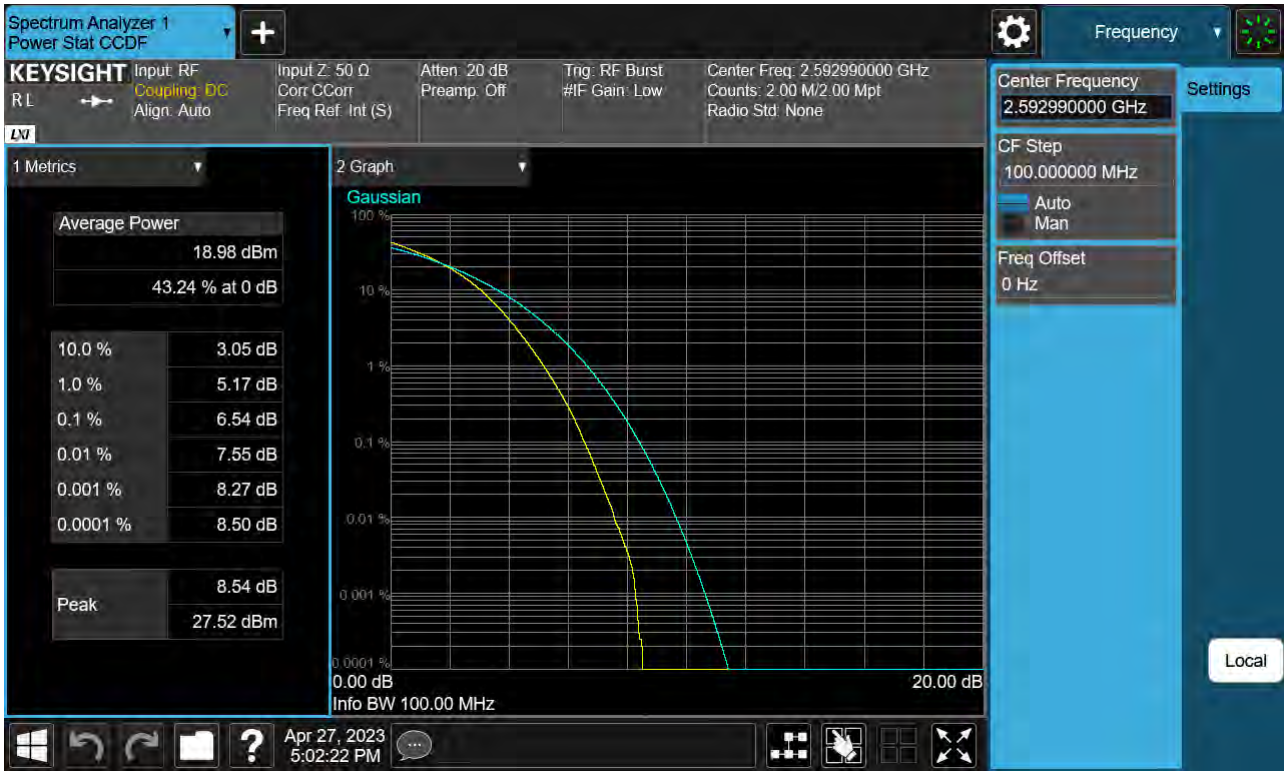 Spectrum Analyzer 1
Power Stat CCDF
+
Frequency
KEYSIGHT
R L
LXI
Input: RF
Coupling: DC
Align: Auto
Input Z: 50 Ω
Corr CCorr
Freq Ref: Int (S)
Atten: 20 dB
Preamp: Off
Trig: RF Burst
#IF Gain: Low
Center Freq: 2.592990000 GHz
Counts: 2.00 M/2.00 Mpt
Radio Std: None
Center Frequency
2.592990000 GHz
Settings
CF Step
100.000000 MHz
Auto
Man
Freq Offset
0 Hz
Local
1 Metrics
Average Power
18.98 dBm
43.24 % at 0 dB
10.0 % 3.05 dB
1.0 % 5.17 dB
0.1 % 6.54 dB
0.01 % 7.55 dB
0.001 % 8.27 dB
0.0001 % 8.50 dB
Peak
8.54 dB
27.52 dBm
2 Graph
Gaussian
100 %
10 %
1 %
0.1 %
0.01 %
0.001 %
0.0001 %
0.00 dB 20.00 dB
Info BW 100.00 MHz
?
Apr 27, 2023
5:02:22 PM